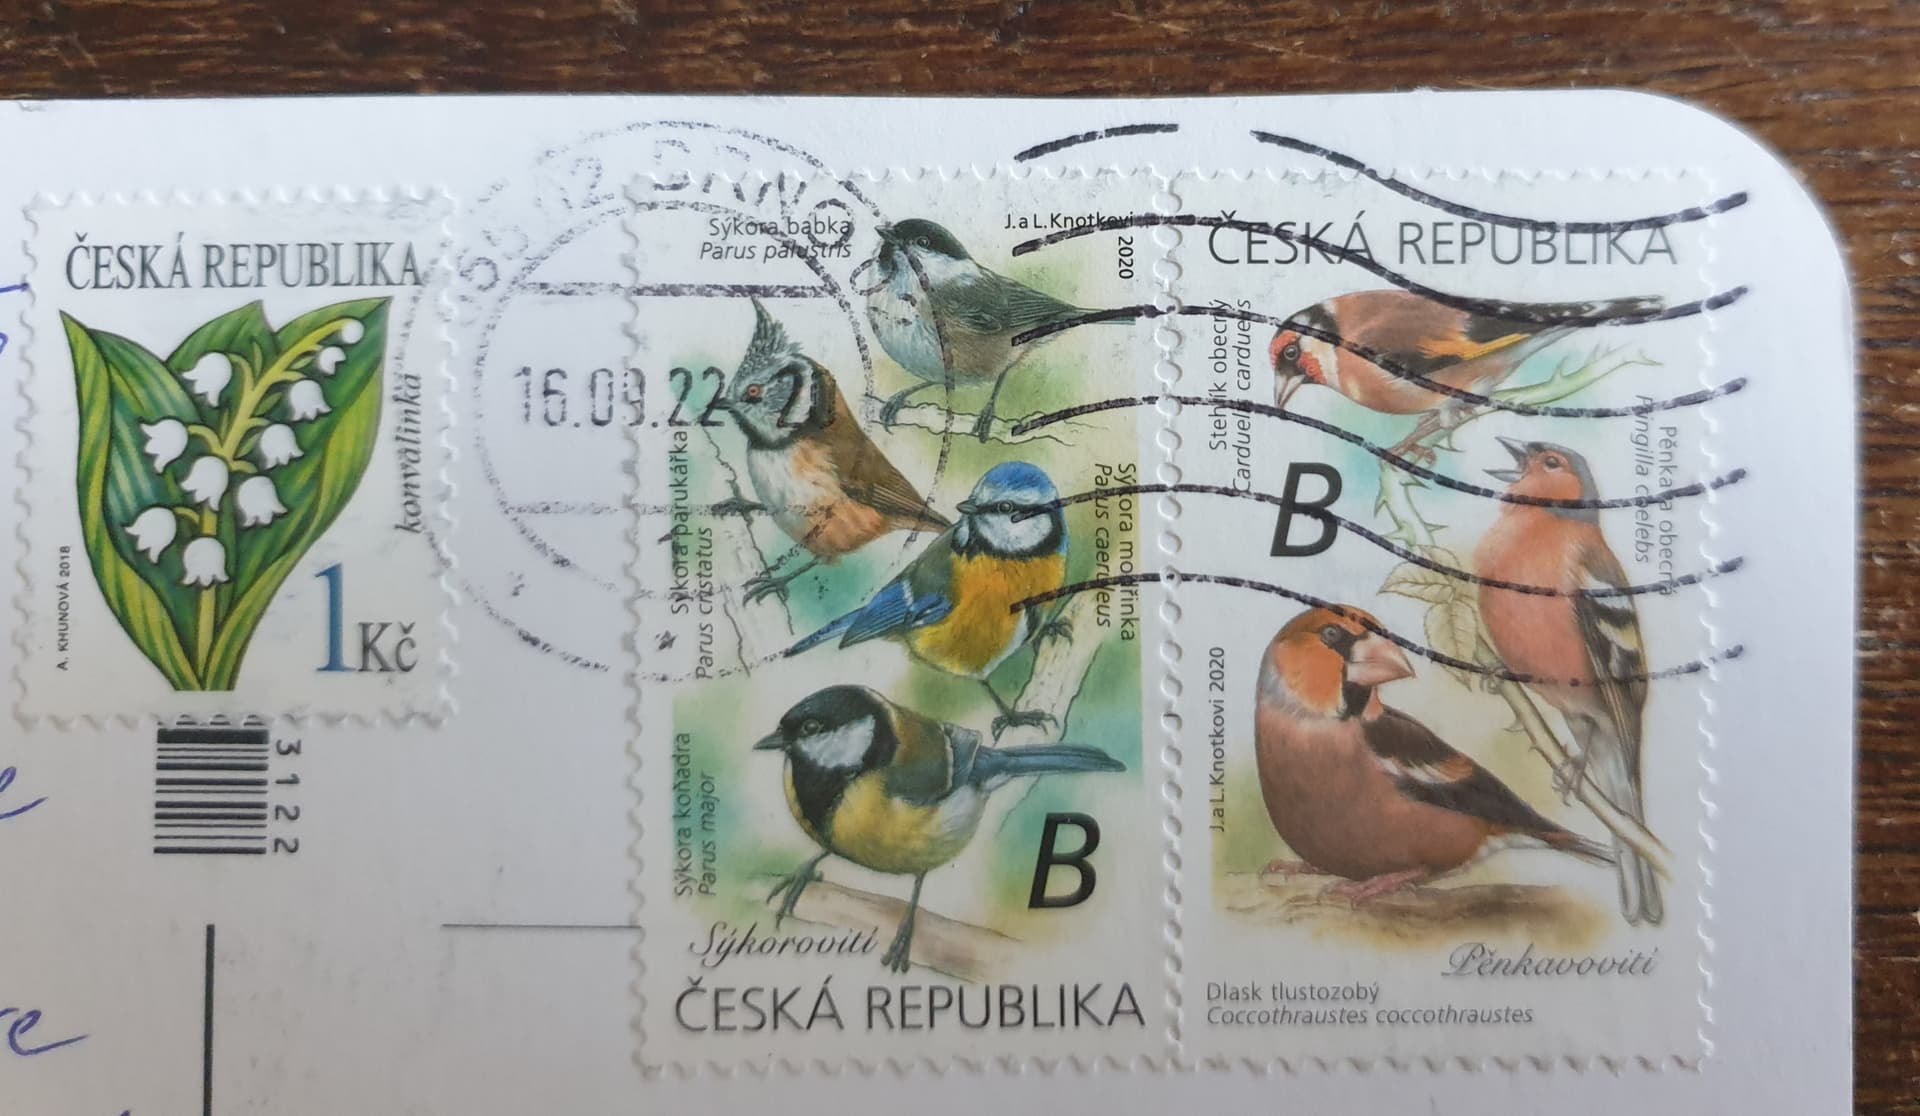 ČESKÁ REPUBLIKA
konvalinka
A. KHUNOVÁ 2018
1Kč
3122
BRNO
16.09.22
Sýkora babka
Parus palustris
J. a L. Knotkovi 2020
Sýkora parukářka
Parus cristatus
Sýkora modřinka
Parus caeruleus
Sýkora koňadra
Parus major
B
Sýkorovití
ČESKÁ REPUBLIKA
ČESKÁ REPUBLIKA
Stehlík obecný
Carduelis carduelis
Pěnkava obecná
Fringilla coelebs
B
J. a L. Knotkovi 2020
Pěnkavovití
Dlask tlustozobý
Coccothraustes coccothraustes